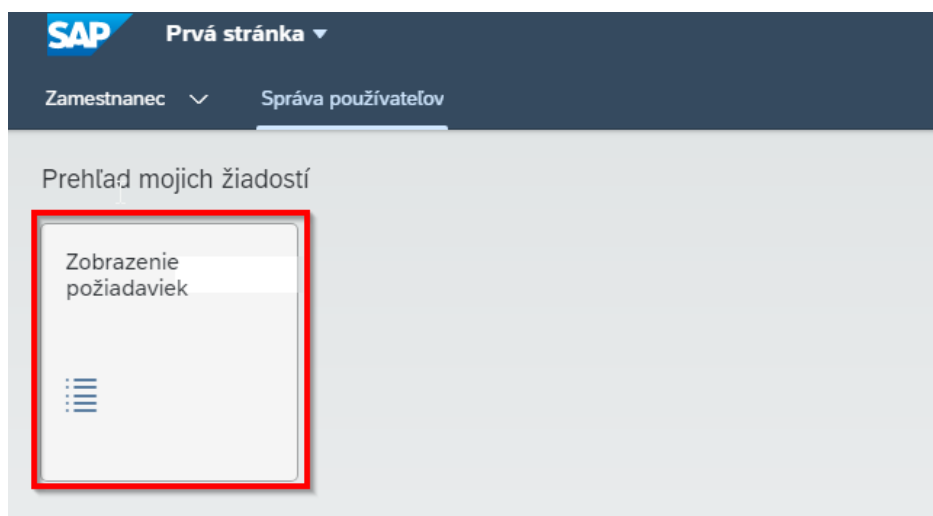 SAP Prvá stránka
Zamestnanec Správa používateľov
Prehľad mojich žiadostí
Zobrazenie
požiadaviek